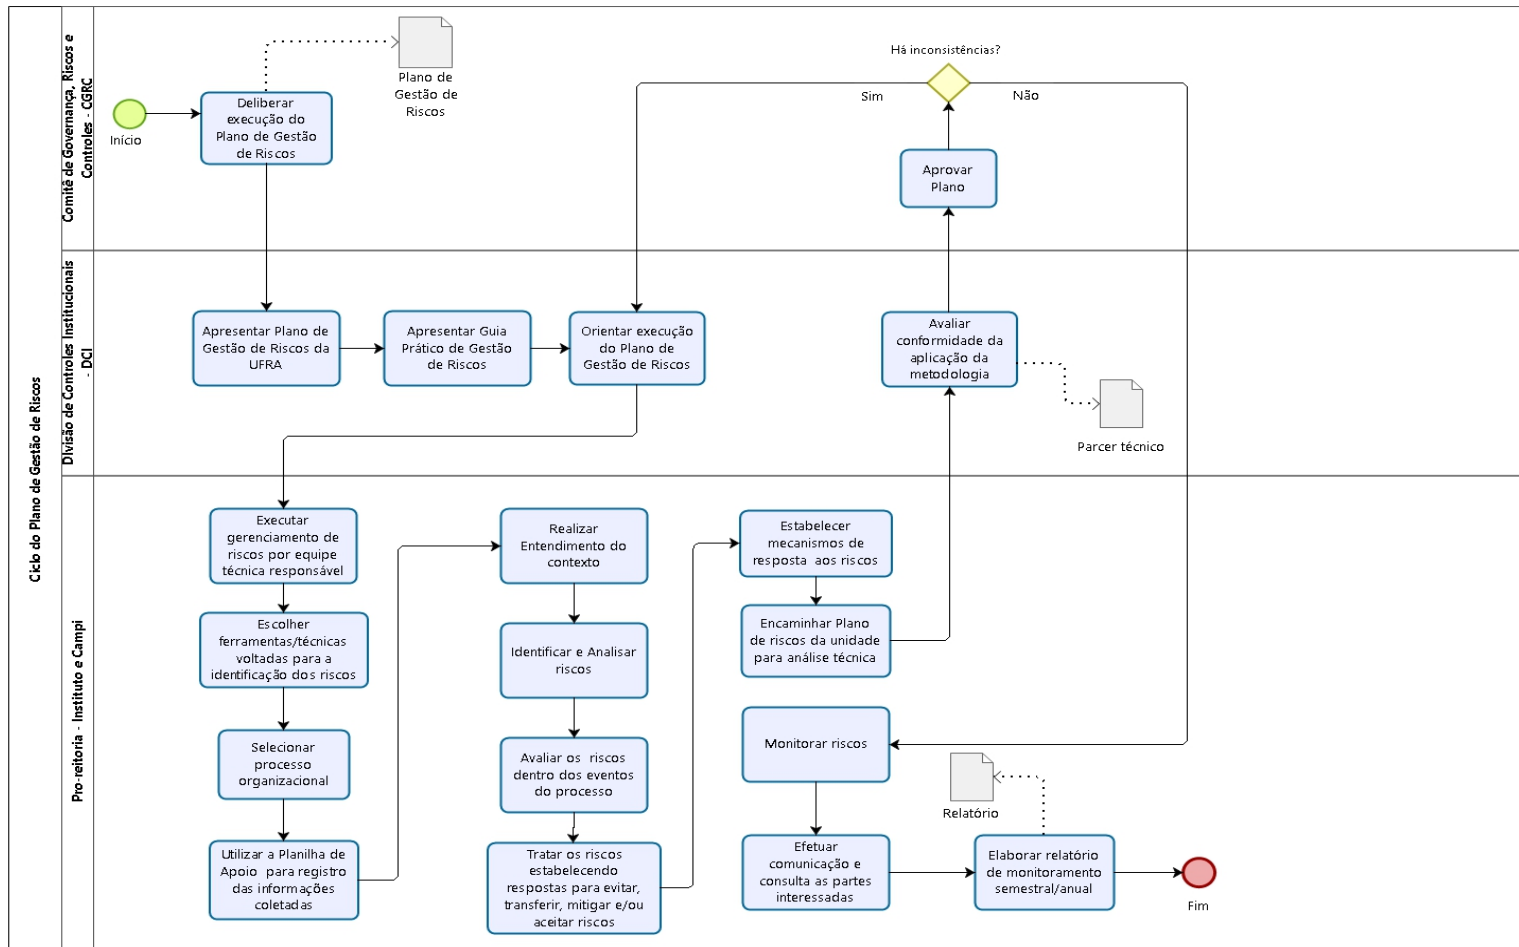 Ciclo do Plano de Gestão de Riscos
Comitê de Governança, Riscos e
Controles - CGRC
Início
Deliberar
execução do
Plano de Gestão
de Riscos
Plano de
Gestão de
Riscos
Há inconsistências?
Sim
Não
Aprovar
Plano
Divisão de Controles Institucionais
- DCI
Apresentar Plano de
Gestão de Riscos da
UFRA
Apresentar Guia
Prático de Gestão
de Riscos
Orientar execução
do Plano de
Gestão de Riscos
Avaliar
conformidade da
aplicação da
metodologia
Parcer técnico
Pro-reitoria - Instituto e Campi
Executar
gerenciamento de
riscos por equipe
técnica responsável
Escolher
ferramentas/técnicas
voltadas para a
identificação dos riscos
Selecionar
processo
organizacional
Utilizar a Planilha de
Apoio para registro
das informações
coletadas
Realizar
Entendimento do
contexto
Identificar e Analisar
riscos
Avaliar os riscos
dentro dos eventos
do processo
Tratar os riscos
estabelecendo
respostas para evitar,
transferir, mitigar e/ou
aceitar riscos
Estabelecer
mecanismos de
resposta aos riscos
Encaminhar Plano
de riscos da unidade
para análise técnica
Monitorar riscos
Efetuar
comunicação e
consulta as partes
interessadas
Relatório
Elaborar relatório
de monitoramento
semestral/anual
Fim